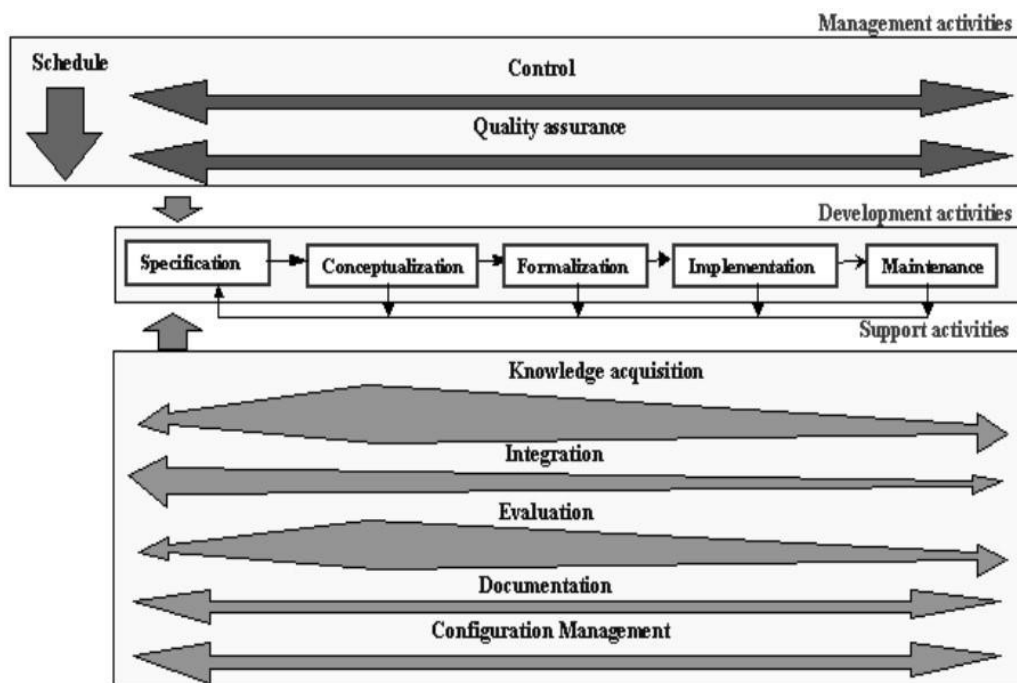 Management activities
Schedule
Control
Quality assurance
Development activities
Specification
Conceptualization
Formalization
Implementation
Maintenance
Support activities
Knowledge acquisition
Integration
Evaluation
Documentation
Configuration Management